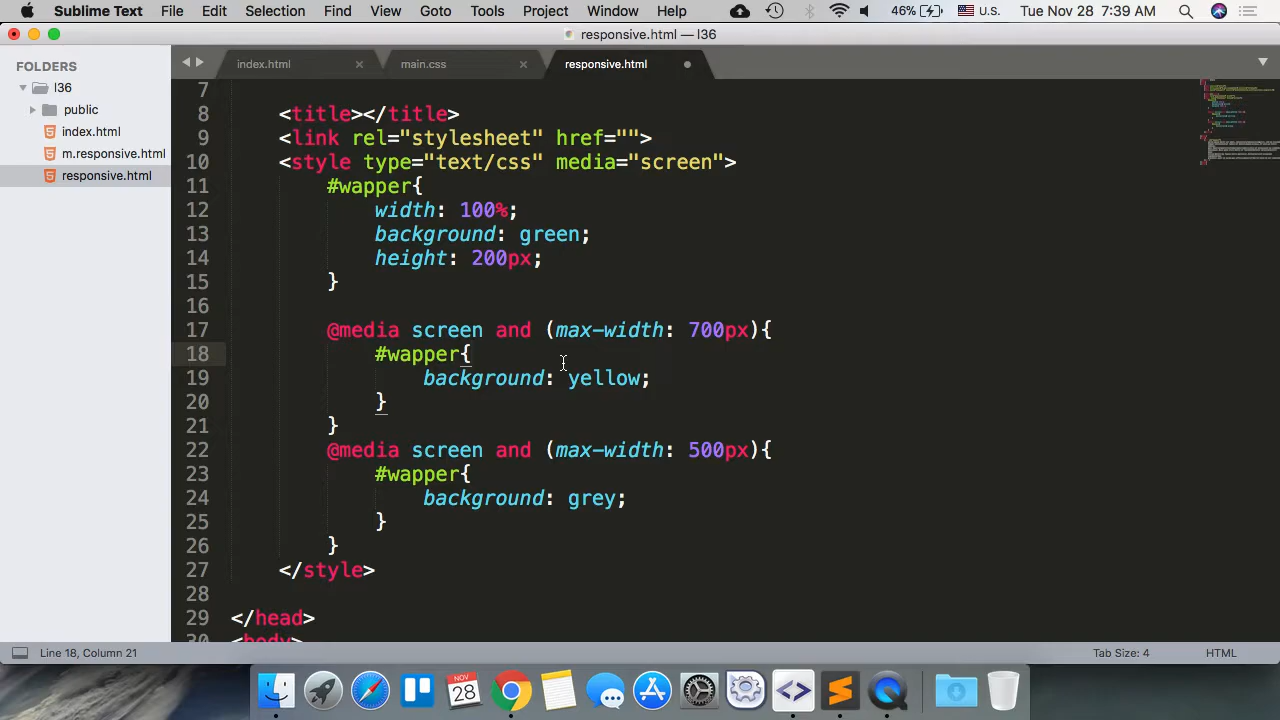 Sublime Text File Edit Selection Find View Goto Tools Project Window Help 46% U.S. Tue Nov 28 7:39 AM
responsive.html — l36
FOLDERS
l36
public
index.html
m.responsive.html
responsive.html
index.html × main.css × responsive.html
7
8 <title></title>
9 <link rel="stylesheet" href="">
10 <style type="text/css" media="screen">
11 #wapper{
12 width: 100%;
13 background: green;
14 height: 200px;
15 }
16
17 @media screen and (max-width: 700px){
18 #wapper{
19 background: yellow;
20 }
21 }
22 @media screen and (max-width: 500px){
23 #wapper{
24 background: grey;
25 }
26 }
27 </style>
28
29 </head>
30 <body>
Line 18, Column 21 Tab Size: 4 HTML
NOV
28